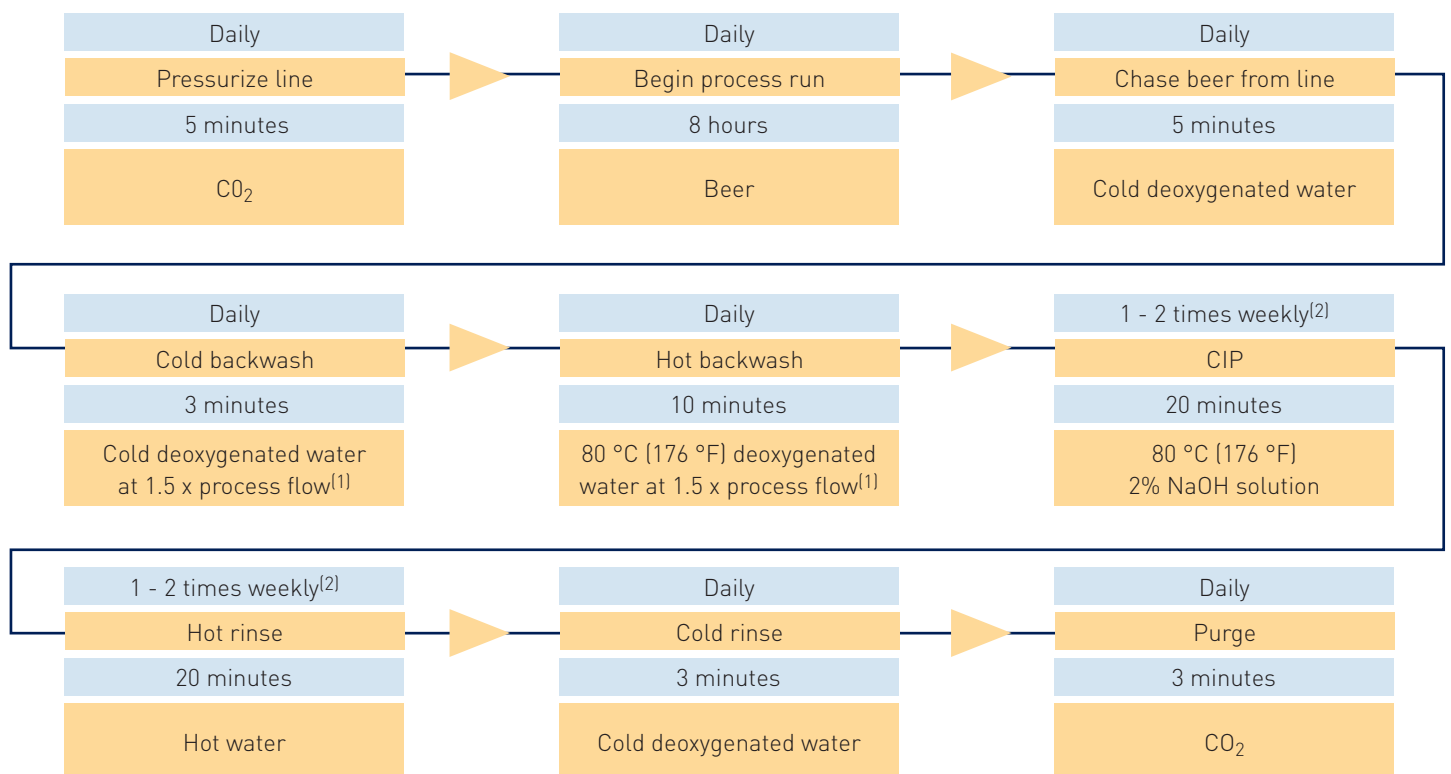 Daily
Pressurize line
5 minutes
C0₂
Daily
Begin process run
8 hours
Beer
Daily
Chase beer from line
5 minutes
Cold deoxygenated water
Daily
Cold backwash
3 minutes
Cold deoxygenated water
at 1.5 x process flow⁽¹⁾
Daily
Hot backwash
10 minutes
80 °C (176 °F) deoxygenated
water at 1.5 x process flow⁽¹⁾
1 - 2 times weekly⁽²⁾
CIP
20 minutes
80 °C (176 °F)
2% NaOH solution
1 - 2 times weekly⁽²⁾
Hot rinse
20 minutes
Hot water
Daily
Cold rinse
3 minutes
Cold deoxygenated water
Daily
Purge
3 minutes
CO₂